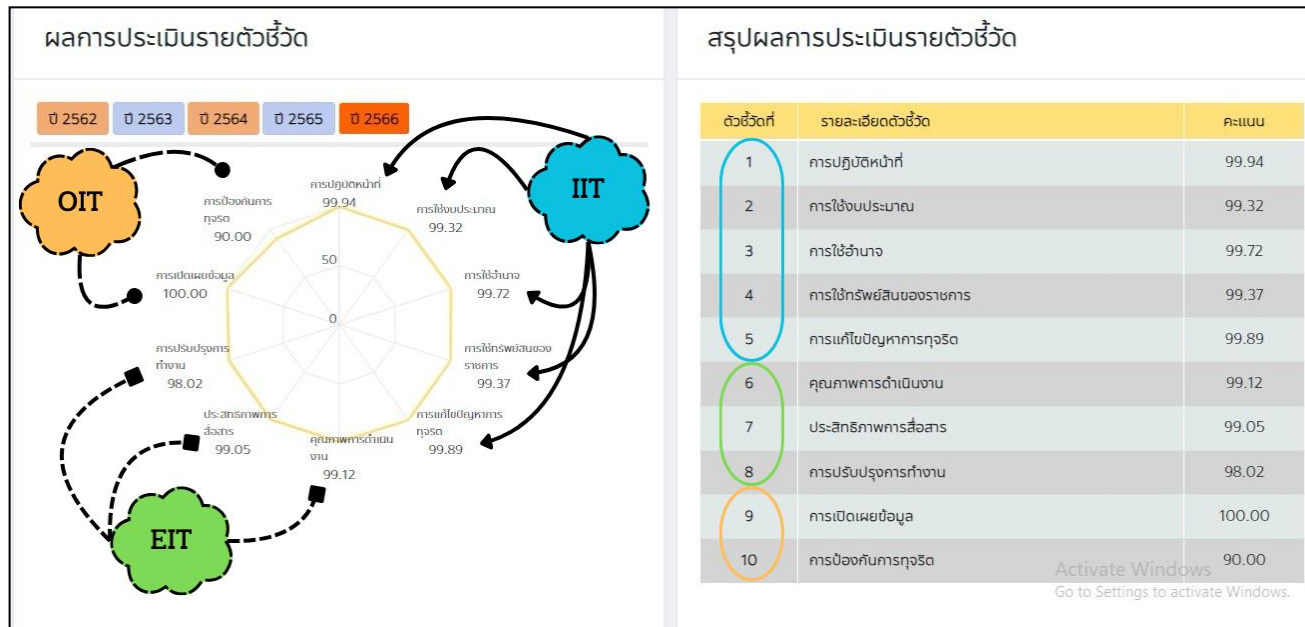 ผลการประเมินรายตัวชี้วัด
ปี 2562 ปี 2563 ปี 2564 ปี 2565 ปี 2566
OIT
IIT
EIT
การปฏิบัติหน้าที่
99.94
การใช้งบประมาณ
99.32
การใช้อำนาจ
99.72
การใช้ทรัพย์สินของ
ราชการ
99.37
การแก้ไขปัญหาการ
ทุจริต
99.89
คุณภาพการดำเนิน
งาน
99.12
ประสิทธิภาพการ
สื่อสาร
99.05
การปรับปรุงการ
ทำงาน
98.02
การเปิดเผยข้อมูล
100.00
การป้องกันการ
ทุจริต
90.00
50
0
สรุปผลการประเมินรายตัวชี้วัด
ตัวชี้วัดที่ รายละเอียดตัวชี้วัด คะแนน
1 การปฏิบัติหน้าที่ 99.94
2 การใช้งบประมาณ 99.32
3 การใช้อำนาจ 99.72
4 การใช้ทรัพย์สินของราชการ 99.37
5 การแก้ไขปัญหาการทุจริต 99.89
6 คุณภาพการดำเนินงาน 99.12
7 ประสิทธิภาพการสื่อสาร 99.05
8 การปรับปรุงการทำงาน 98.02
9 การเปิดเผยข้อมูล 100.00
10 การป้องกันการทุจริต 90.00
Activate Windows
Go to Settings to activate Windows.